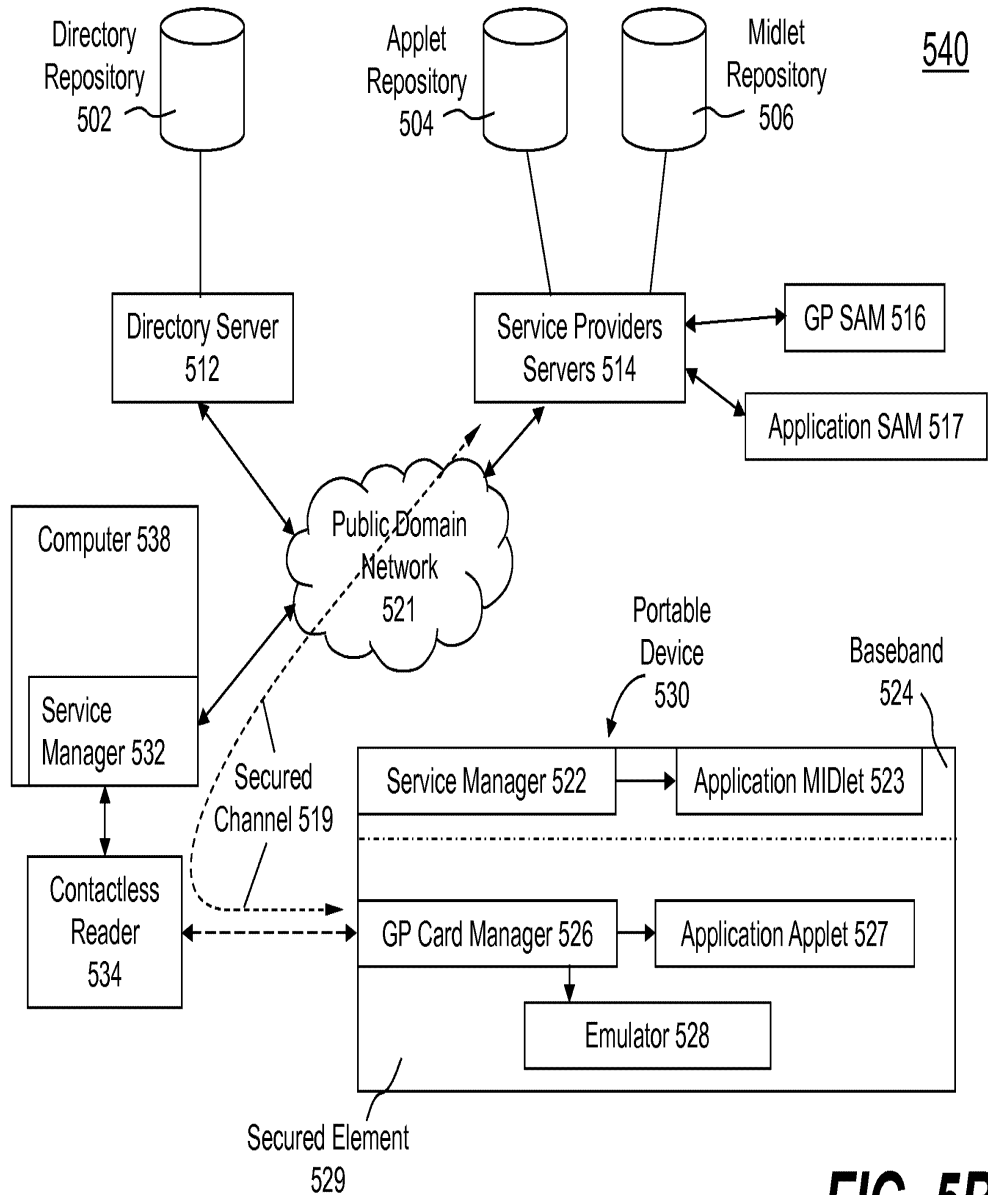 Directory
Repository
502
Applet
Repository
504
Midlet
Repository
506
540
Directory Server
512
Service Providers
Servers 514
GP SAM 516
Application SAM 517
Computer 538
Public Domain
Network
521
Service
Manager 532
Secured
Channel 519
Portable
Device
530
Baseband
524
Service Manager 522
Application MIDlet 523
Contactless
Reader
534
GP Card Manager 526
Application Applet 527
Emulator 528
Secured Element
529
FIG.